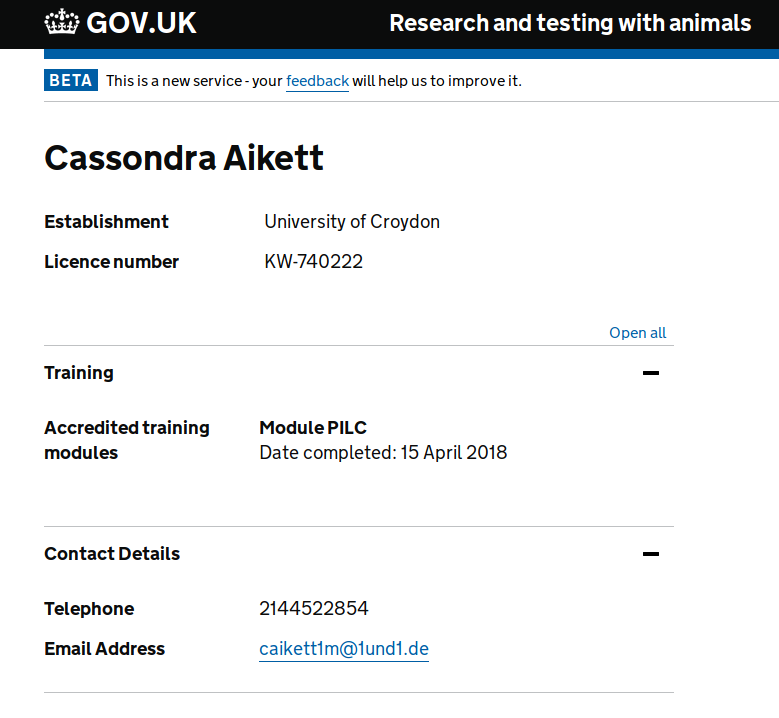 GOV.UK Research and testing with animals
BETA This is a new service - your feedback will help us to improve it.
Cassondra Aikett
Establishment University of Croydon
Licence number KW-740222
Open all
Training
Accredited training modules Module PILC
Date completed: 15 April 2018
Contact Details
Telephone 2144522854
Email Address caikett1m@1und1.de